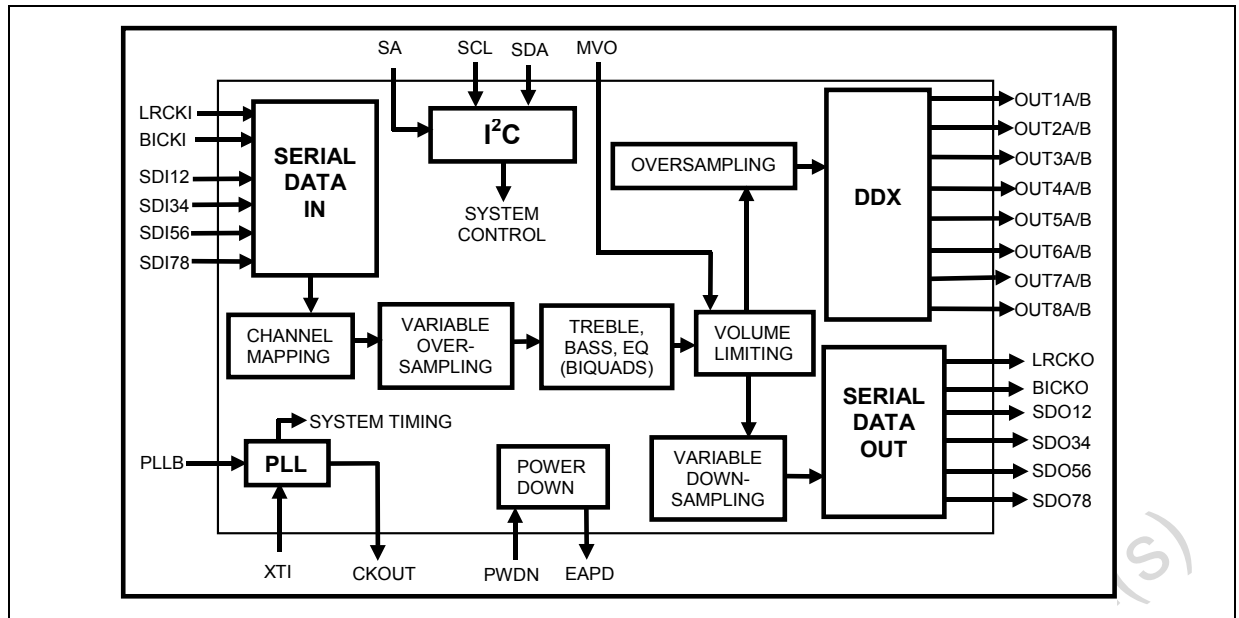 SA
SCL
SDA
MVO
LRCKI
BICKI
SDI12
SDI34
SDI56
SDI78
SERIAL
DATA
IN
I²C
SYSTEM
CONTROL
OVERSAMPLING
DDX
OUT1A/B
OUT2A/B
OUT3A/B
OUT4A/B
OUT5A/B
OUT6A/B
OUT7A/B
OUT8A/B
CHANNEL
MAPPING
VARIABLE
OVER-
SAMPLING
TREBLE,
BASS, EQ
(BIQUADS)
VOLUME
LIMITING
SERIAL
DATA
OUT
LRCKO
BICKO
SDO12
SDO34
SDO56
SDO78
SYSTEM TIMING
PLLB
PLL
POWER
DOWN
VARIABLE
DOWN-
SAMPLING
XTI
CKOUT
PWDN
EAPD
(s)